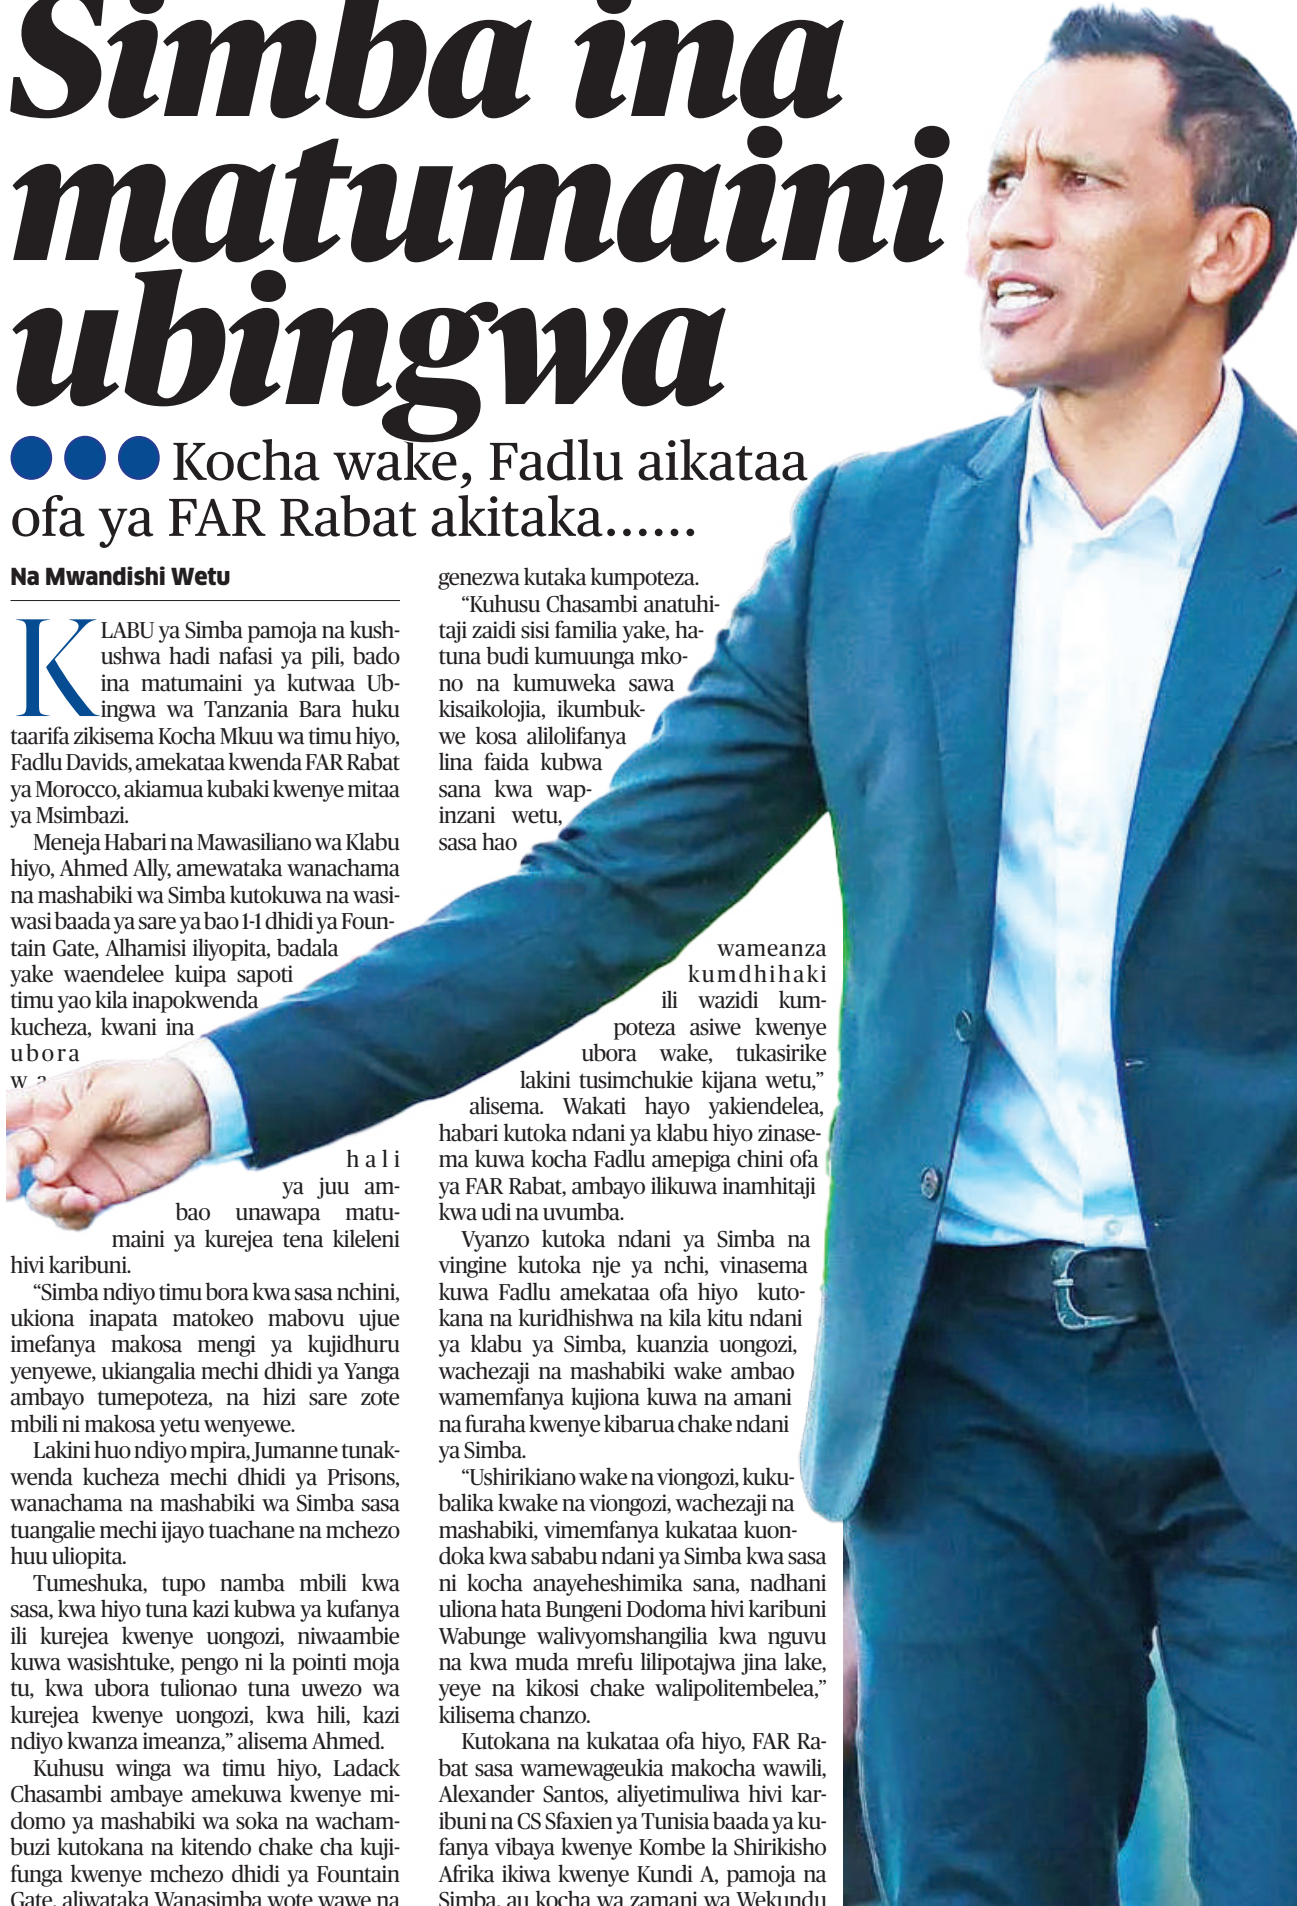 Simba ina
matumaini
ubingwa
Kocha wake, Fadlu aikataa
ofa ya FAR Rabat akitaka......
Na Mwandishi Wetu
KLABU ya Simba pamoja na kush-
ushwa hadi nafasi ya pili, bado
ina matumaini ya kutwaa Ub-
ingwa wa Tanzania Bara huku
taarifa zikisema Kocha Mkuu wa timu hiyo,
Fadlu Davids, amekataa kwenda FAR Rabat
ya Morocco, akiamua kubaki kwenye mitaa
ya Msimbazi.
Meneja Habari na Mawasiliano wa Klabu
hiyo, Ahmed Ally, amewataka wanachama
na mashabiki wa Simba kutokuwa na wasi-
wasi baada ya sare ya bao 1-1 dhidi ya Foun-
tain Gate, Alhamisi iliyopita, badala
yake waendelee kuipa sapoti
timu yao kila inapokwenda
kucheza, kwani ina
ubora
wa
hali
ya juu am-
bao unawapa matu-
maini ya kurejea tena kileleni
hivi karibuni.
“Simba ndiyo timu bora kwa sasa nchini,
ukiona inapata matokeo mabovu ujue
imefanya makosa mengi ya kujidhuru
yenyewe, ukiangalia mechi dhidi ya Yanga
ambayo tumepoteza, na hizi sare zote
mbili ni makosa yetu wenyewe.
Lakini huo ndiyo mpira, Jumanne tunak-
wenda kucheza mechi dhidi ya Prisons,
wanachama na mashabiki wa Simba sasa
tuangalie mechi ijayo tuachane na mchezo
huu uliopita.
Tumeshuka, tupo namba mbili kwa
sasa, kwa hiyo tuna kazi kubwa ya kufanya
ili kurejea kwenye uongozi, niwaambie
kuwa wasishtuke, pengo ni la pointi moja
tu, kwa ubora tulionao tuna uwezo wa
kurejea kwenye uongozi, kwa hili, kazi
ndiyo kwanza imeanza,” alisema Ahmed.
Kuhusu winga wa timu hiyo, Ladack
Chasambi ambaye amekuwa kwenye mi-
domo ya mashabiki wa soka na wacham-
buzi kutokana na kitendo chake cha kuji-
funga kwenye mchezo dhidi ya Fountain
Gate, aliwataka Wanasimba wote wawe na
genezwa kutaka kumpoteza.
“Kuhusu Chasambi anatuhi-
taji zaidi sisi familia yake, ha-
tuna budi kumuunga mko-
no na kumuweka sawa
kisaikolojia, ikumbuk-
we kosa alilolifanya
lina faida kubwa
sana kwa wap-
inzani wetu,
sasa hao
wameanza
kumdhihaki
ili wazidi kum-
poteza asiwe kwenye
ubora wake, tukasirike
lakini tusimchukie kijana wetu,”
alisema. Wakati hayo yakiendelea,
habari kutoka ndani ya klabu hiyo zinase-
ma kuwa kocha Fadlu amepiga chini ofa
ya FAR Rabat, ambayo ilikuwa inamhitaji
kwa udi na uvumba.
Vyanzo kutoka ndani ya Simba na
vingine kutoka nje ya nchi, vinasema
kuwa Fadlu amekataa ofa hiyo kuto-
kana na kuridhishwa na kila kitu ndani
ya klabu ya Simba, kuanzia uongozi,
wachezaji na mashabiki wake ambao
wamemfanya kujiona kuwa na amani
na furaha kwenye kibarua chake ndani
ya Simba.
“Ushirikiano wake na viongozi, kuku-
balika kwake na viongozi, wachezaji na
mashabiki, vimemfanya kukataa kuon-
doka kwa sababu ndani ya Simba kwa sasa
ni kocha anayeheshimika sana, nadhani
uliona hata Bungeni Dodoma hivi karibuni
Wabunge walivyomshangilia kwa nguvu
na kwa muda mrefu lilipotajwa jina lake,
yeye na kikosi chake walipolitembelea,”
kilisema chanzo.
Kutokana na kukataa ofa hiyo, FAR Ra-
bat sasa wamewageukia makocha wawili,
Alexander Santos, aliyetimuliwa hivi kar-
ibuni na CS Sfaxien ya Tunisia baada ya ku-
fanya vibaya kwenye Kombe la Shirikisho
Afrika ikiwa kwenye Kundi A, pamoja na
Simba, au kocha wa zamani wa Wekundu